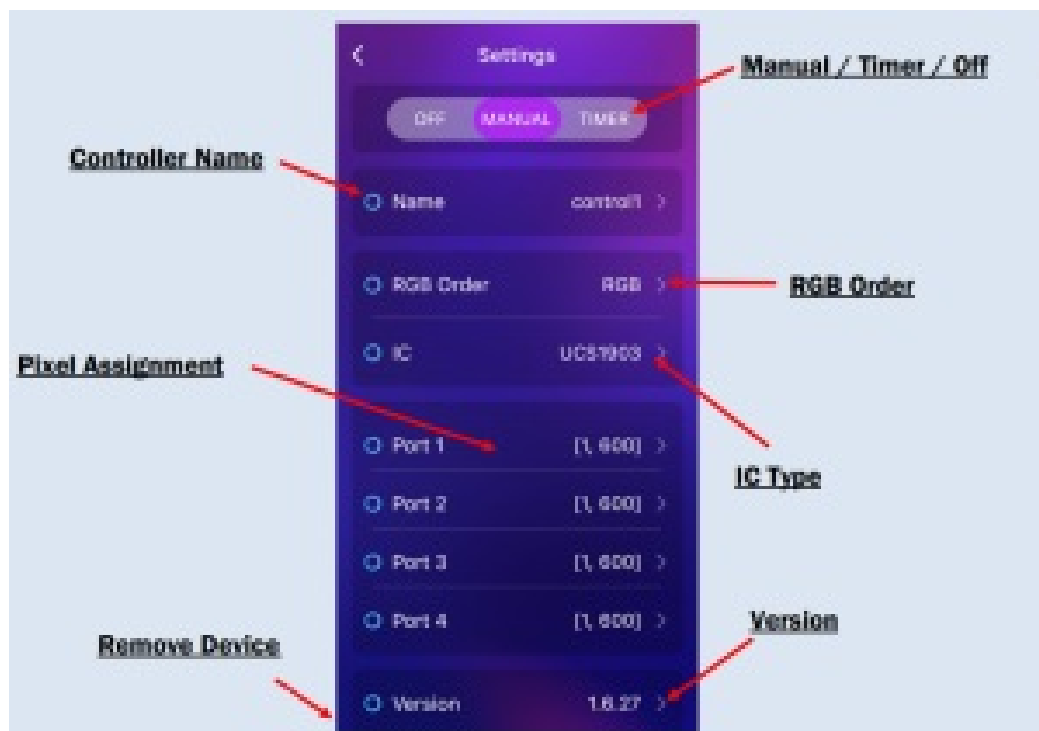 Settings
Manual / Timer / Off
OFF MANUAL TIMER
Controller Name
Name control1
RGB Order RGB
RGB Order
IC UCS1903
Pixel Assignment
Port 1 [1, 600]
IC Type
Port 2 [1, 600]
Port 3 [1, 600]
Port 4 [1, 600]
Version
Remove Device
Version 1.6.27